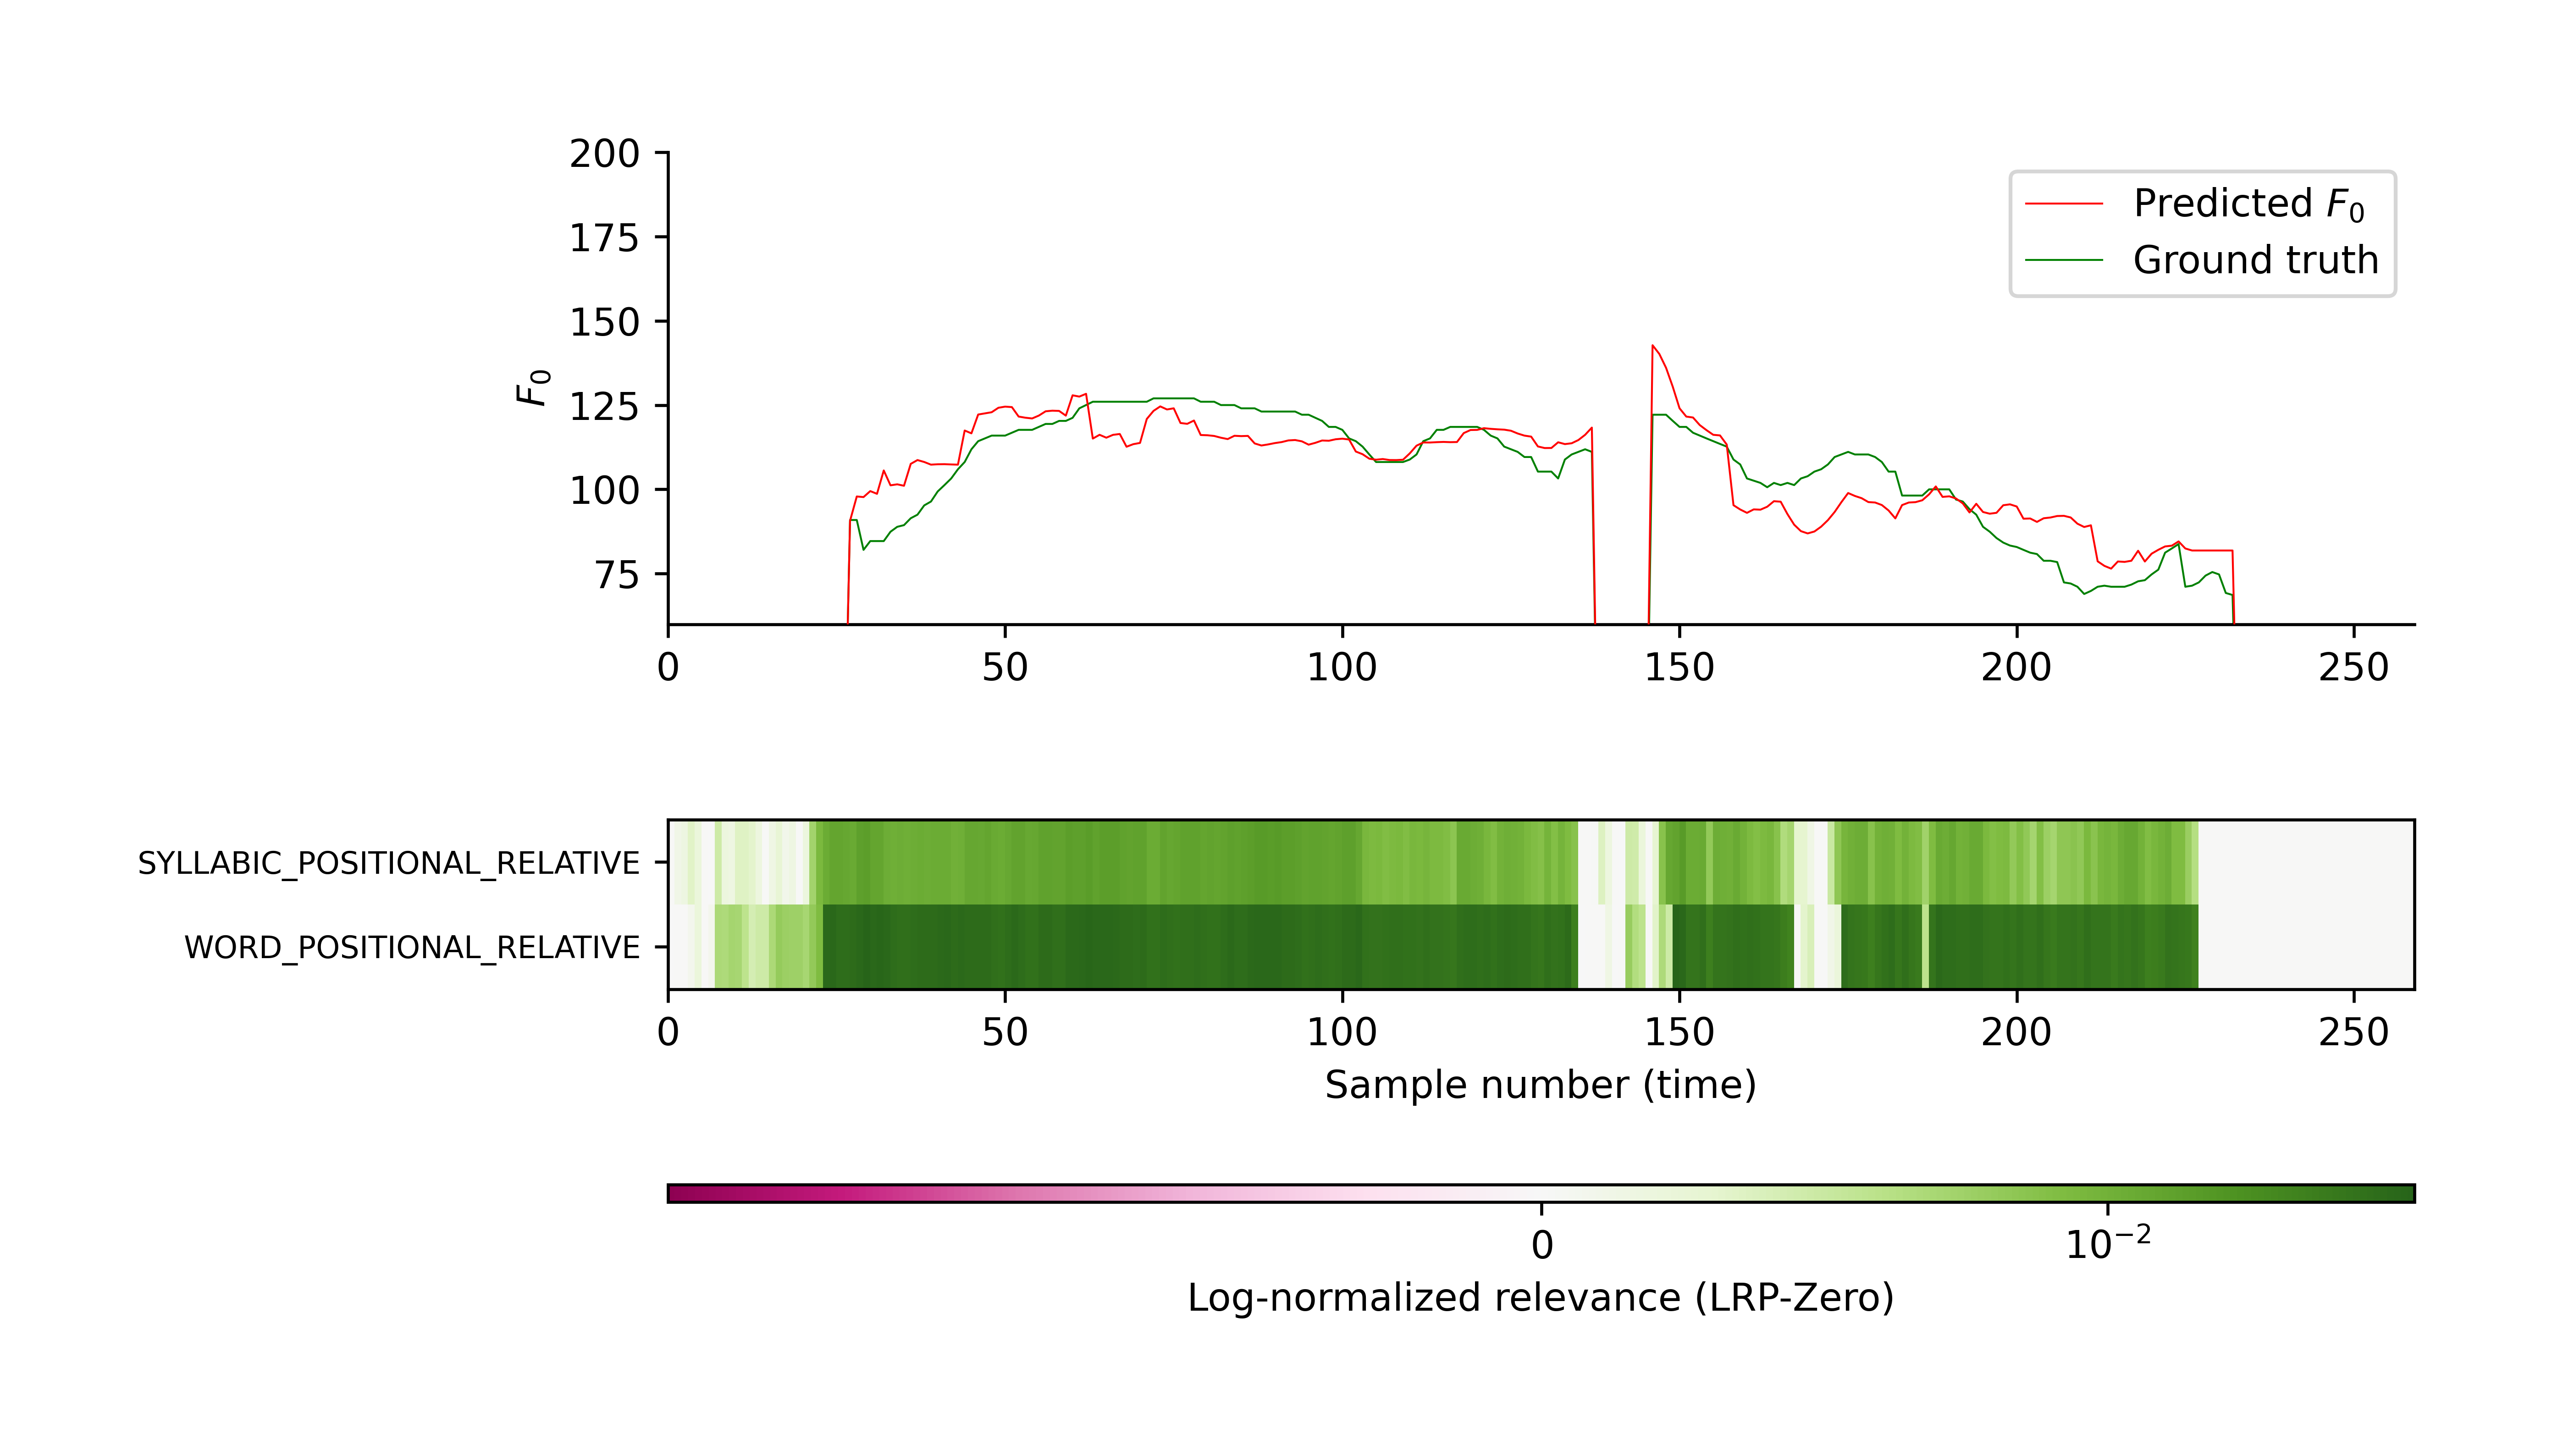 200
175
150
125
100
75
F₀
Predicted F₀
Ground truth
0 50 100 150 200 250
SYLLABIC_POSITIONAL_RELATIVE
WORD_POSITIONAL_RELATIVE
0 50 100 150 200 250
Sample number (time)
0 10⁻²
Log-normalized relevance (LRP-Zero)